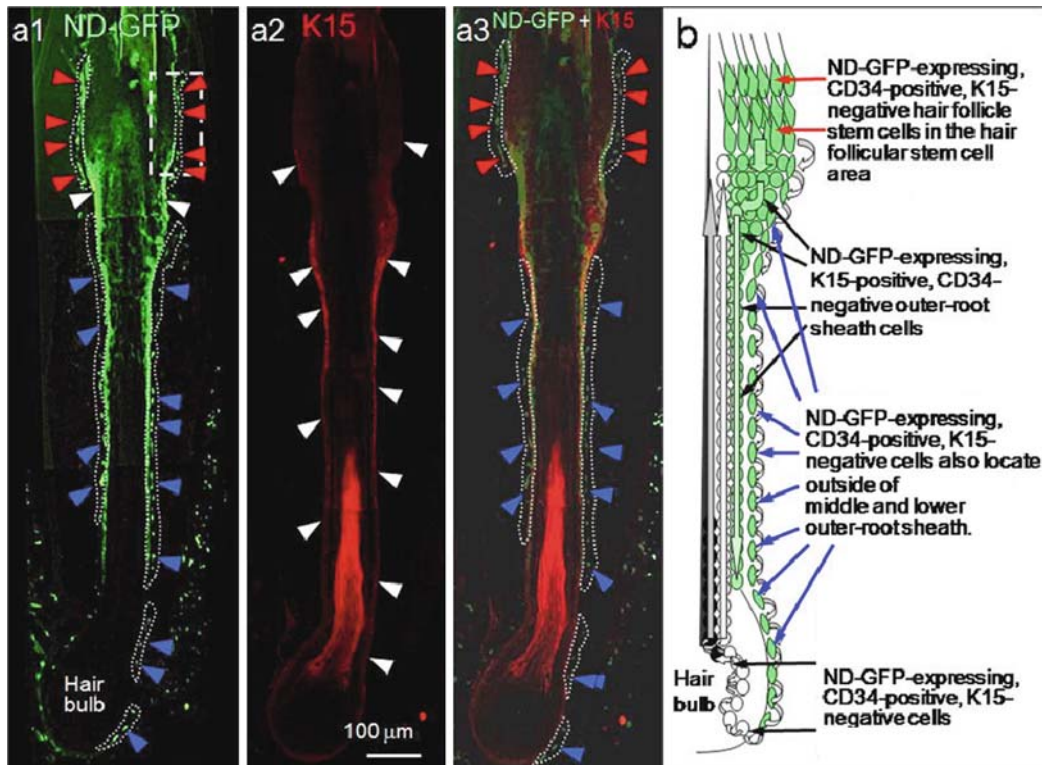 a1 ND-GFP
a2 K15
a3 ND-GFP + K15
Hair
bulb
100 μm
b
ND-GFP-expressing,
CD34-positive, K15-
negative hair follicle
stem cells in the hair
follicular stem cell
area
ND-GFP-expressing,
K15-positive, CD34-
negative outer-root
sheath cells
ND-GFP-expressing,
CD34-positive, K15-
negative cells also locate
outside of
middle and lower
outer-root sheath.
Hair
bulb
ND-GFP-expressing,
CD34-positive, K15-
negative cells